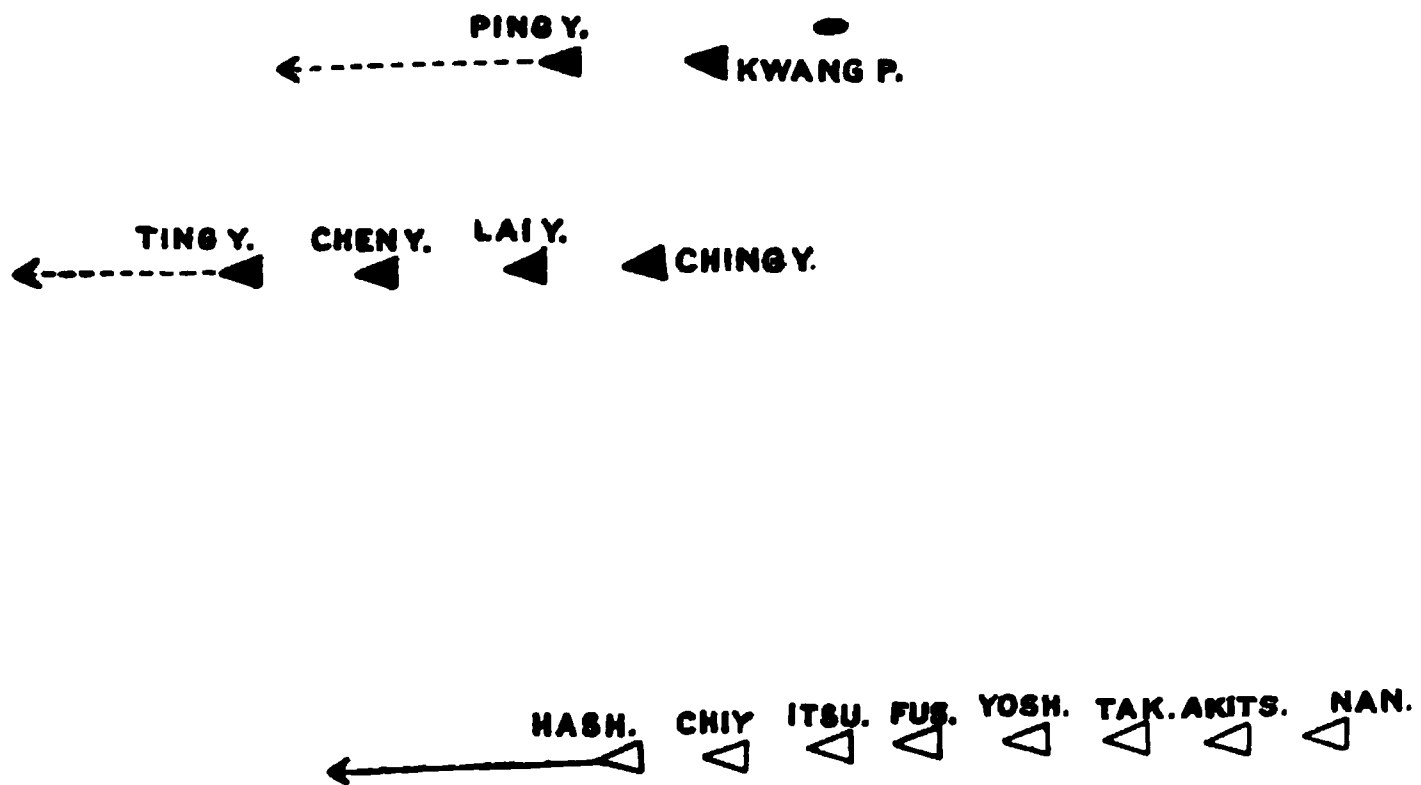 PING Y.
KWANG P.
TING Y. CHEN Y. LAI Y.
CHING Y.
HASH. CHIY ITSU. FUS. YOSH. TAK. AKITS. NAN.